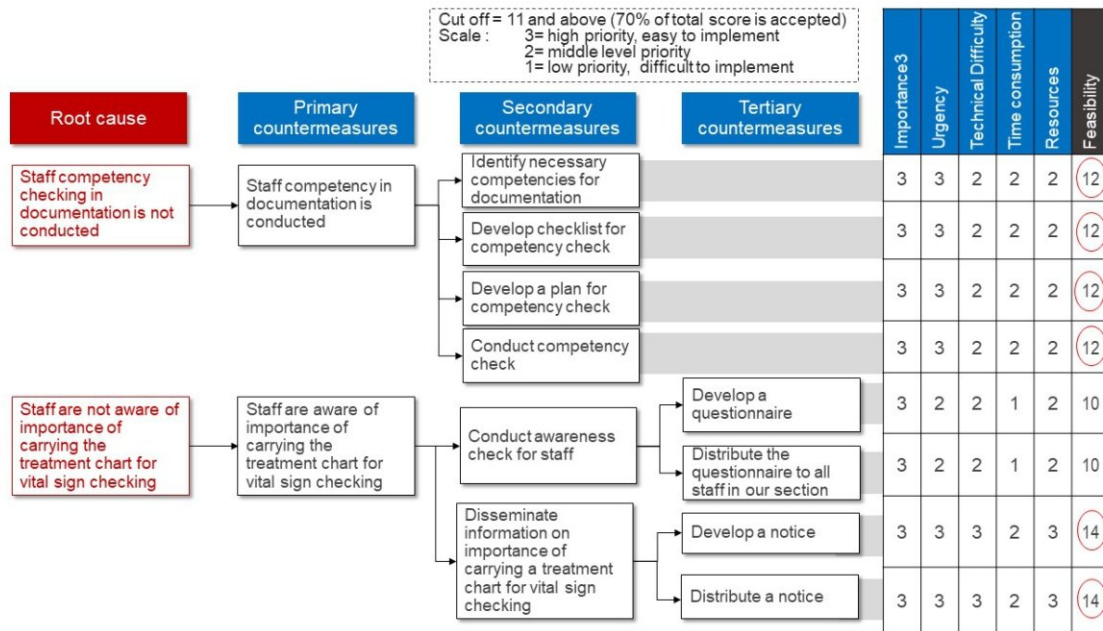 Cut off = 11 and above (70% of total score is accepted)
Scale : 3= high priority, easy to implement
2= middle level priority
1= low priority, difficult to implement
Root cause
Primary
countermeasures
Secondary
countermeasures
Tertiary
countermeasures
Importance3
Urgency
Technical Difficulty
Time consumption
Resources
Feasibility
Staff competency
checking in
documentation is not
conducted
Staff competency in
documentation is
conducted
Identify necessary
competencies for
documentation
3 3 2 2 2 12
Develop checklist for
competency check
3 3 2 2 2 12
Develop a plan for
competency check
3 3 2 2 2 12
Conduct competency
check
3 3 2 2 2 12
Staff are not aware of
importance of
carrying the
treatment chart for
vital sign checking
Staff are aware of
importance of
carrying the
treatment chart for
vital sign checking
Conduct awareness
check for staff
Develop a
questionnaire
3 2 2 1 2 10
Distribute the
questionnaire to all
staff in our section
3 2 2 1 2 10
Disseminate
information on
importance of
carrying a treatment
chart for vital sign
checking
Develop a notice
3 3 3 2 3 14
Distribute a notice
3 3 3 2 3 14